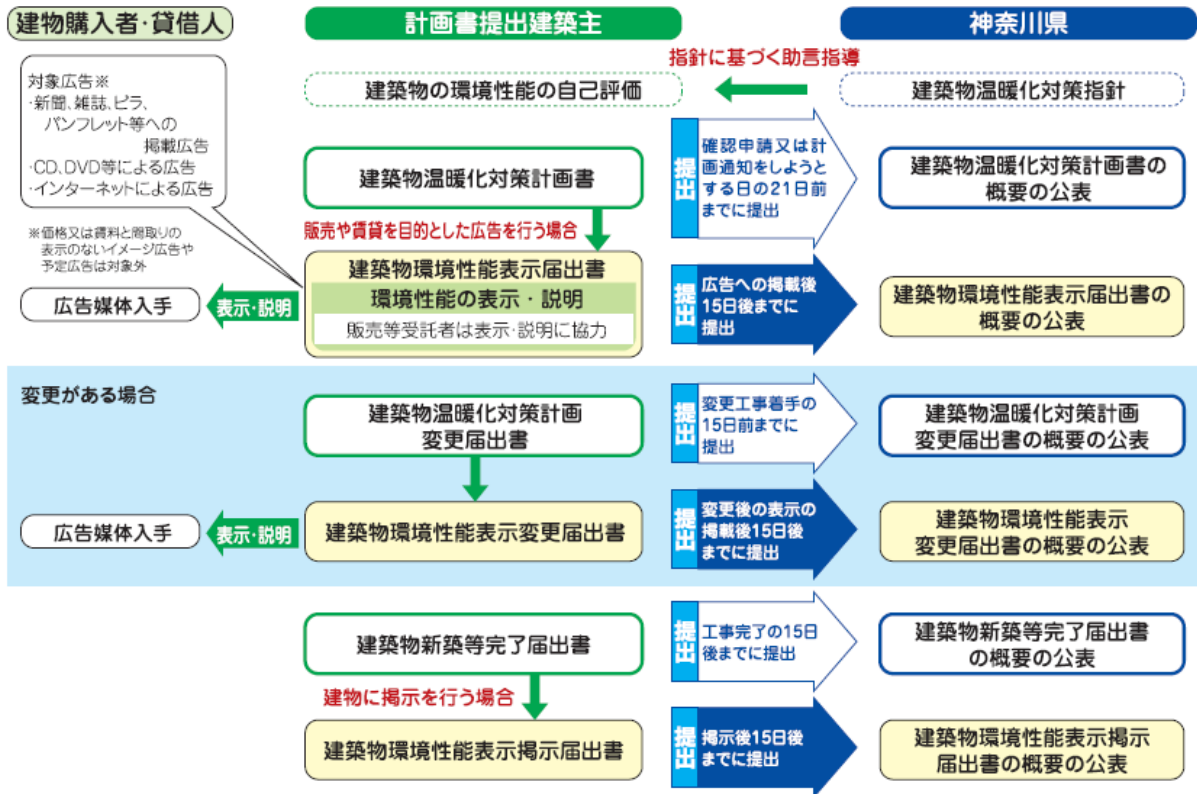 建物購入者・貸借人
計画書提出建築主
神奈川県
指針に基づく助言指導
建築物の環境性能の自己評価
建築物温暖化対策指針
対象広告※
・新聞、雑誌、ビラ、
パンフレット等への
掲載広告
・CD、DVD等による広告
・インターネットによる広告
※価格又は賃料と間取りの
表示のないイメージ広告や
予定広告は対象外
建築物温暖化対策計画書
提出
確認申請又は計
画通知をしようと
する日の21日前
までに提出
建築物温暖化対策計画書の
概要の公表
販売や賃貸を目的とした広告を行う場合
広告媒体入手
表示・説明
建築物環境性能表示届出書
環境性能の表示・説明
販売等受託者は表示・説明に協力
提出
広告への掲載後
15日後までに
提出
建築物環境性能表示届出書の
概要の公表
変更がある場合
建築物温暖化対策計画
変更届出書
提出
変更工事着手の
15日前までに
提出
建築物温暖化対策計画
変更届出書の概要の公表
広告媒体入手
表示・説明
建築物環境性能表示変更届出書
提出
変更後の表示の
掲載後15日後
までに提出
建築物環境性能表示
変更届出書の概要の公表
建築物新築等完了届出書
提出
工事完了の15日
後までに提出
建築物新築等完了届出書
の概要の公表
建物に掲示を行う場合
建築物環境性能表示掲示届出書
提出
掲示後15日後
までに提出
建築物環境性能表示掲示
届出書の概要の公表